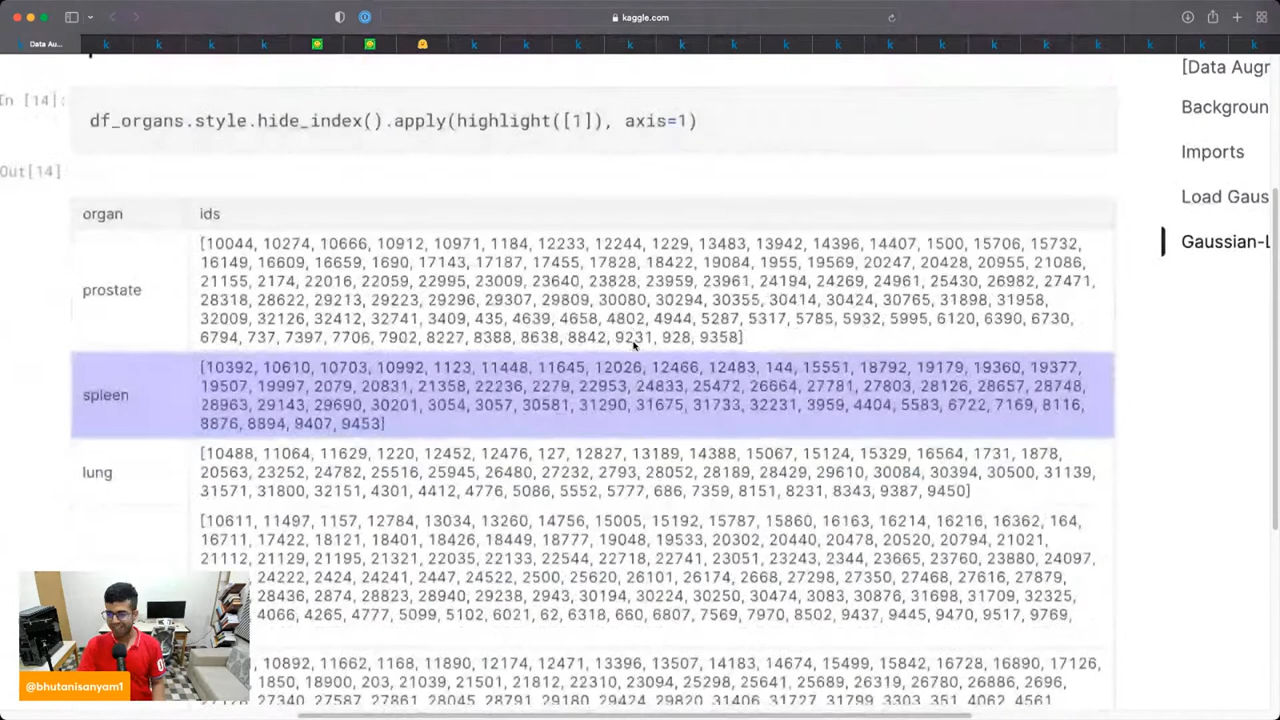 kaggle.com
Data Au...
[Data Augr
In [14]:
df_organs.style.hide_index().apply(highlight([1]), axis=1)
Backgroun
Imports
Out[14]
Load Gaus
organ ids
Gaussian-L
[10044, 10274, 10666, 10912, 10971, 1184, 12233, 12244, 1229, 13483, 13942, 14396, 14407, 1500, 15706, 15732,
16149, 16609, 16659, 1690, 17143, 17187, 17455, 17828, 18422, 19084, 1955, 19569, 20247, 20428, 20955, 21086,
21155, 2174, 22016, 22059, 22995, 23009, 23640, 23828, 23959, 23961, 24194, 24269, 24961, 25430, 26982, 27471,
prostate
28318, 28622, 29213, 29223, 29296, 29307, 29809, 30080, 30294, 30355, 30414, 30424, 30765, 31898, 31958,
32009, 32126, 32412, 32741, 3409, 435, 4639, 4658, 4802, 4944, 5287, 5317, 5785, 5932, 5995, 6120, 6390, 6730,
6794, 737, 7397, 7706, 7902, 8227, 8388, 8638, 8842, 9231, 928, 9358]
[10392, 10610, 10703, 10992, 1123, 11448, 11645, 12026, 12466, 12483, 144, 15551, 18792, 19179, 19360, 19377,
19507, 19997, 2079, 20831, 21358, 22236, 2279, 22953, 24833, 25472, 26664, 27781, 27803, 28126, 28657, 28748,
spleen
28963, 29143, 29690, 30201, 3054, 3057, 30581, 31290, 31675, 31733, 32231, 3959, 4404, 5583, 6722, 7169, 8116,
8876, 8894, 9407, 9453]
[10488, 11064, 11629, 1220, 12452, 12476, 127, 12827, 13189, 14388, 15067, 15124, 15329, 16564, 1731, 1878,
lung
20563, 23252, 24782, 25516, 25945, 26480, 27232, 2793, 28052, 28189, 28429, 29610, 30084, 30394, 30500, 31139,
31571, 31800, 32151, 4301, 4412, 4776, 5086, 5552, 5777, 686, 7359, 8151, 8231, 8343, 9387, 9450]
[10611, 11497, 1157, 12784, 13034, 13260, 14756, 15005, 15192, 15787, 15860, 16163, 16214, 16216, 16362, 164,
16711, 17422, 18121, 18401, 18426, 18449, 18777, 19048, 19533, 20302, 20440, 20478, 20520, 20794, 21021,
21112, 21129, 21195, 21321, 22035, 22133, 22544, 22718, 22741, 23051, 23243, 2344, 23665, 23760, 23880, 24097,
24222, 2424, 24241, 2447, 24522, 2500, 25620, 26101, 26174, 2668, 27298, 27350, 27468, 27616, 27879,
28436, 2874, 28823, 28940, 29238, 2943, 30194, 30224, 30250, 30474, 3083, 30876, 31698, 31709, 32325,
4066, 4265, 4777, 5099, 5102, 6021, 62, 6318, 660, 6807, 7569, 7970, 8502, 9437, 9445, 9470, 9517, 9769,
, 10892, 11662, 1168, 11890, 12174, 12471, 13396, 13507, 14183, 14674, 15499, 15842, 16728, 16890, 17126,
1850, 18900, 203, 21039, 21501, 21812, 22310, 23094, 25298, 25641, 25689, 26319, 26780, 26886, 2696,
27340, 27587, 27861, 28045, 28791, 29180, 29424, 29820, 31406, 31727, 31799, 3303, 351, 4062, 4561
@bhutanisanyam1